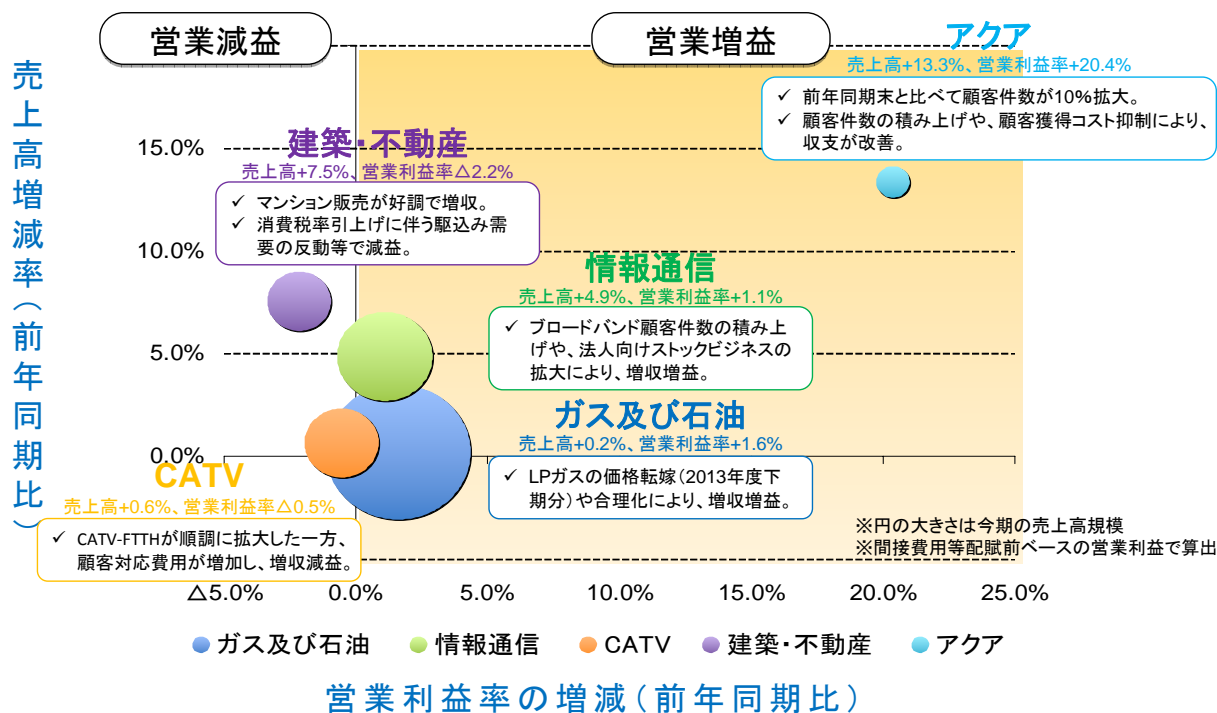 営業減益
営業増益
アクア
売上高+13.3%、営業利益率+20.4%
✓ 前年同期末と比べて顧客件数が10%拡大。
✓ 顧客件数の積み上げや、顧客獲得コスト抑制により、
収支が改善。
売上高増減率(前年同期比)
建築・不動産
売上高+7.5%、営業利益率△2.2%
✓ マンション販売が好調で増収。
✓ 消費税率引上げに伴う駆込み需
要の反動等で減益。
情報通信
売上高+4.9%、営業利益率+1.1%
✓ ブロードバンド顧客件数の積み上
げや、法人向けストックビジネスの
拡大により、増収増益。
ガス及び石油
売上高+0.2%、営業利益率+1.6%
✓ LPガスの価格転嫁(2013年度下
期分)や合理化により、増収増益。
CATV
売上高+0.6%、営業利益率△0.5%
✓ CATV-FTTHが順調に拡大した一方、
顧客対応費用が増加し、増収減益。
15.0%
10.0%
5.0%
0.0%
※円の大きさは今期の売上高規模
※間接費用等配賦前ベースの営業利益で算出
△5.0% 0.0% 5.0% 10.0% 15.0% 20.0% 25.0%
ガス及び石油 情報通信 CATV 建築・不動産 アクア
営業利益率の増減(前年同期比)